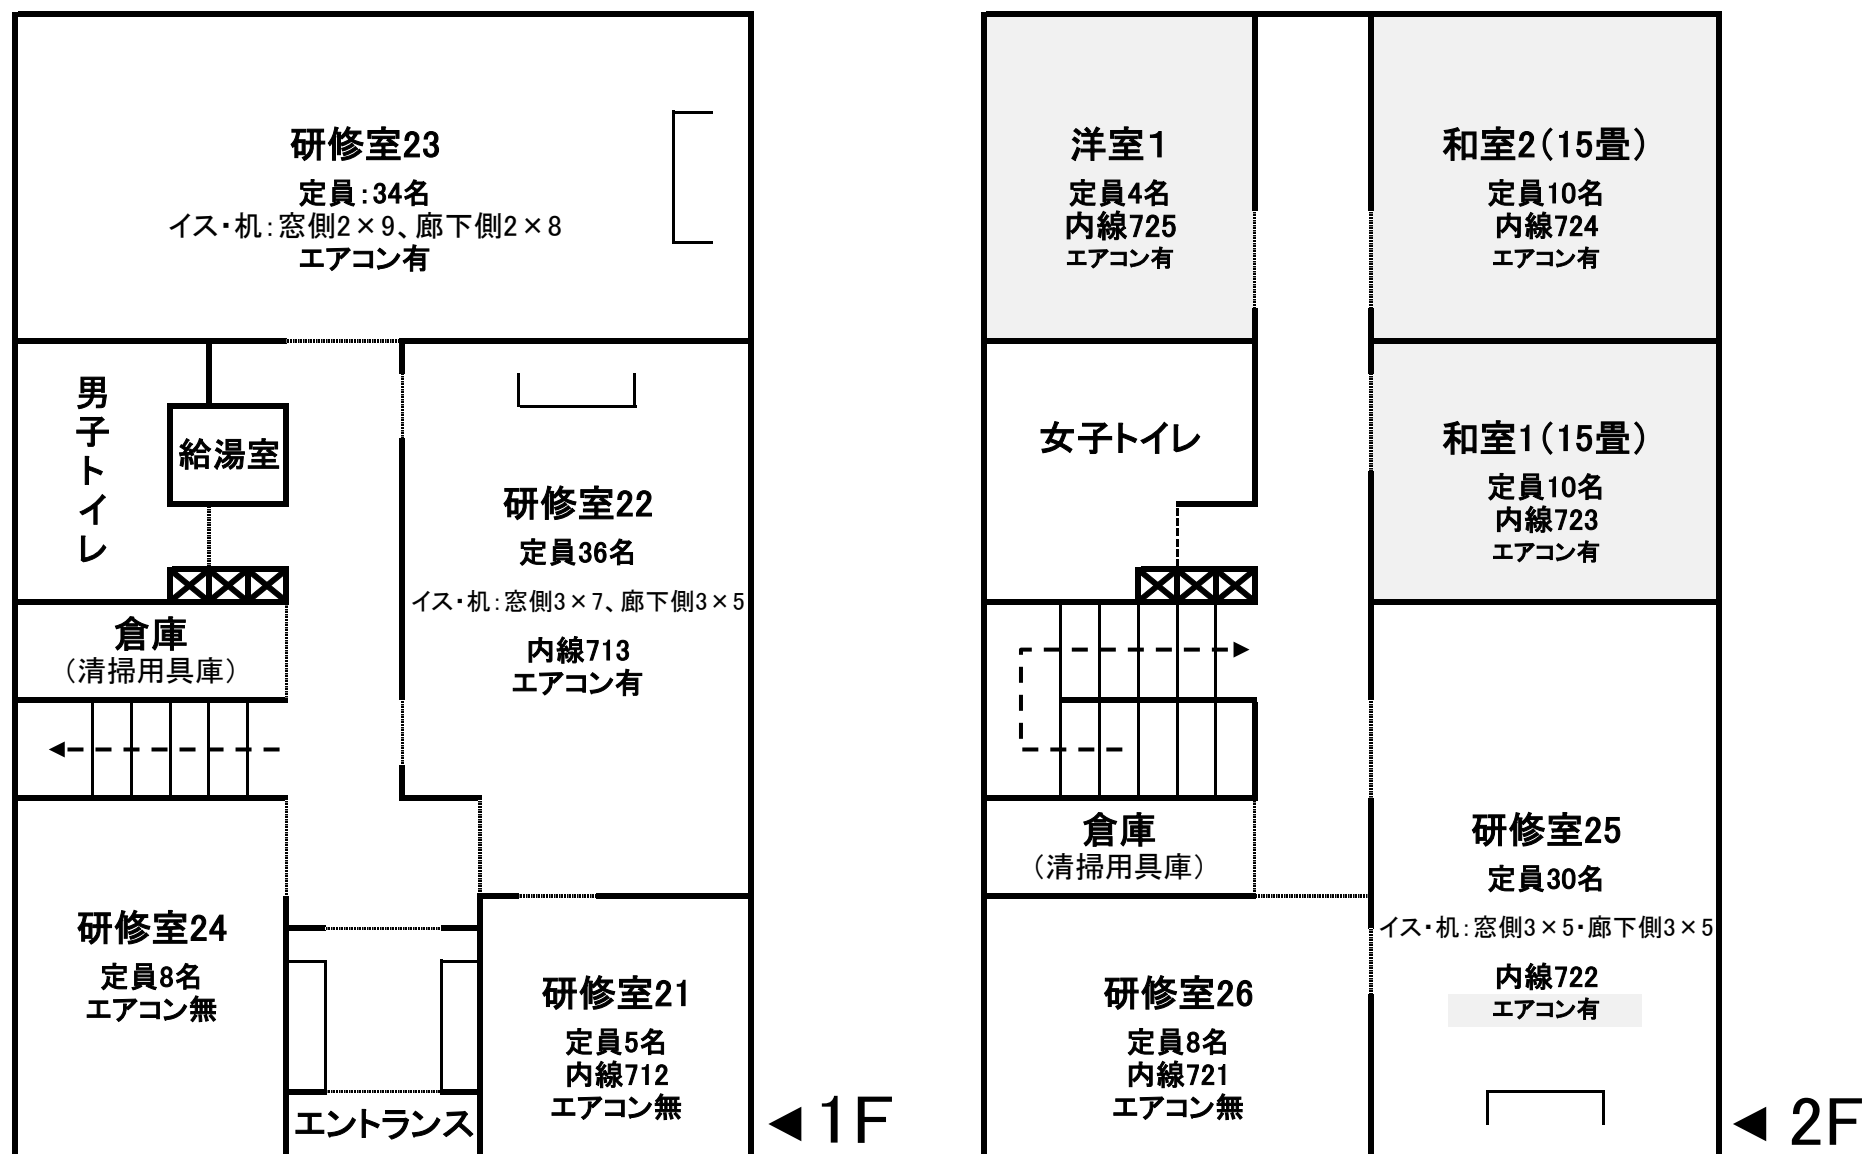 研修室23
定員:34名
イス・机:窓側2×9、廊下側2×8
エアコン有
男子トイレ
給湯室
研修室22
定員36名
イス・机:窓側3×7、廊下側3×5
内線713
エアコン有
倉庫
(清掃用具庫)
研修室24
定員8名
エアコン無
研修室21
定員5名
内線712
エアコン無
エントランス
◀1F
洋室1
定員4名
内線725
エアコン有
和室2(15畳)
定員10名
内線724
エアコン有
女子トイレ
和室1(15畳)
定員10名
内線723
エアコン有
倉庫
(清掃用具庫)
研修室25
定員30名
イス・机:窓側3×5・廊下側3×5
内線722
エアコン有
研修室26
定員8名
内線721
エアコン無
◀ 2F